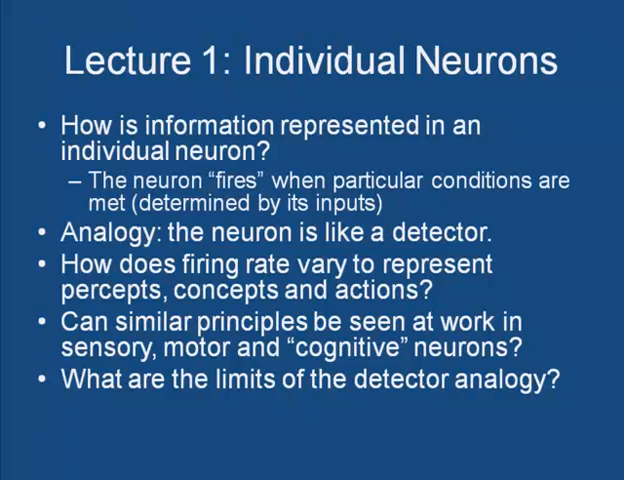 Lecture 1: Individual Neurons
• How is information represented in an
individual neuron?
– The neuron “fires” when particular conditions are
met (determined by its inputs)
• Analogy: the neuron is like a detector.
• How does firing rate vary to represent
percepts, concepts and actions?
• Can similar principles be seen at work in
sensory, motor and “cognitive” neurons?
• What are the limits of the detector analogy?